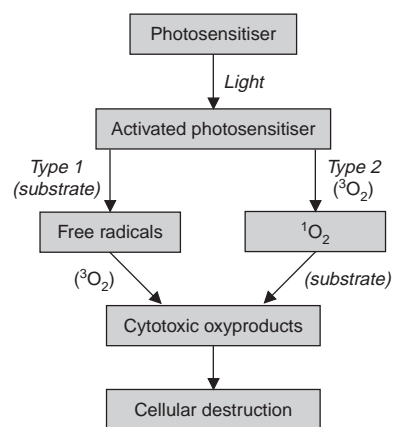 Photosensitiser
Light
Activated photosensitiser
Type 1
(substrate)
Type 2
(³O₂)
Free radicals
¹O₂
(³O₂)
(substrate)
Cytotoxic oxyproducts
Cellular destruction